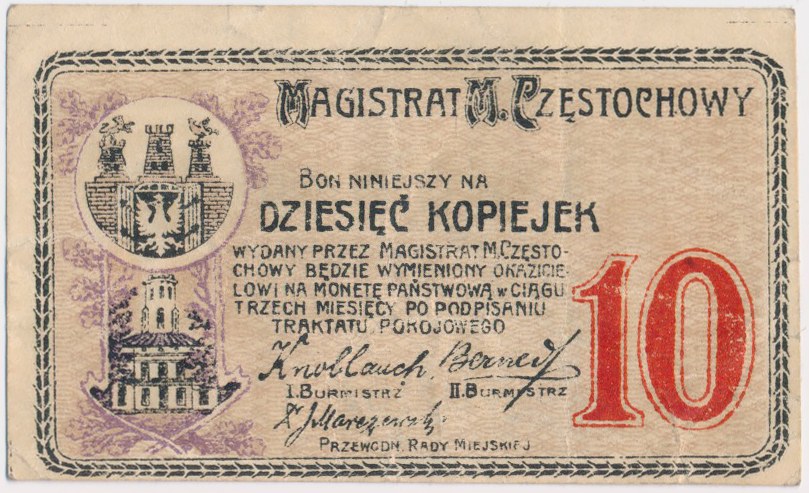 MAGISTRAT M. CZĘSTOCHOWY
BON NINIEJSZY NA
DZIESIĘĆ KOPIEJEK
WYDANY PRZEZ MAGISTRAT M. CZĘSTO-
CHOWY BĘDZIE WYMIENIONY OKAZICIE-
LOWI NA MONETĘ PAŃSTWOWĄ w CIĄGU
TRZECH MIESIĘCY PO PODPISANIU
TRAKTATU POKOJOWEGO
10
Knoblauch.
I. BURMISTRZ II. BURMISTRZ
PRZEWODN. RADY MIEJSKIEJ